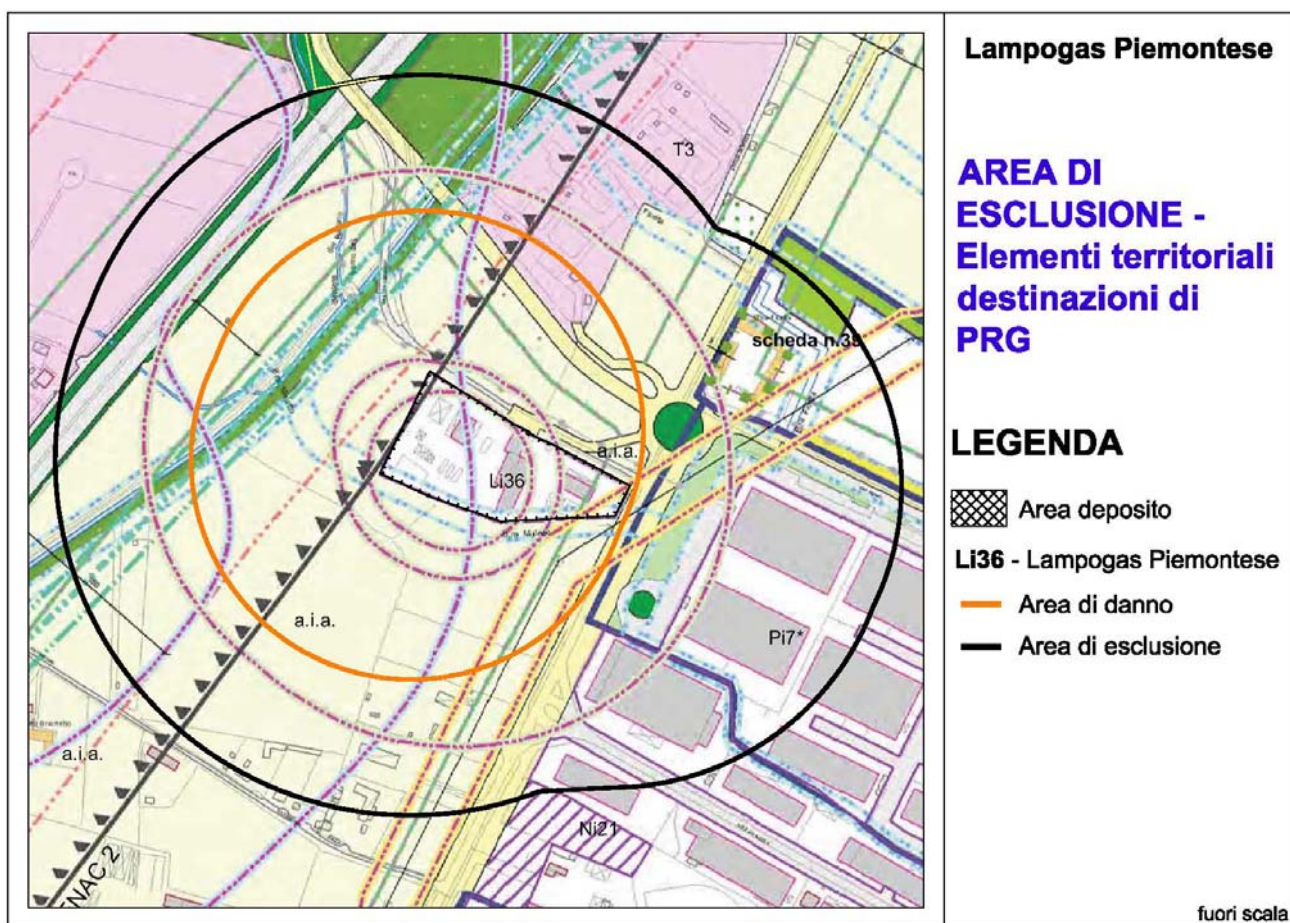 Lampogas Piemontese
AREA DI
ESCLUSIONE -
Elementi territoriali
destinazioni di
PRG
LEGENDA
Area deposito
Li36 - Lampogas Piemontese
Area di danno
Area di esclusione
fuori scala
T3
scheda n.38
a.i.a.
Li36
a.i.a.
Pi7*
a.i.a.
Ni21
ENAC 2